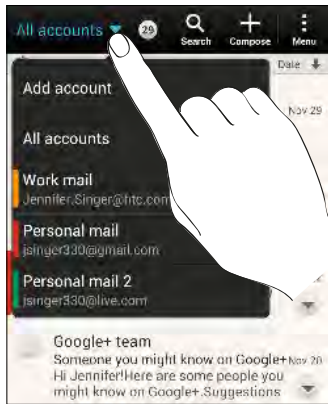 All accounts 29 Search Compose Menu
Date
Add account
Nov 29
All accounts
Work mail
Jennifer.Singer@htc.com
Personal mail
jsinger330@gmail.com
Personal mail 2
jsinger330@live.com
Google+ team
Someone you might know on Google+ Nov 20
Hi Jennifer!Here are some people you
might know on Google+.Suggestions